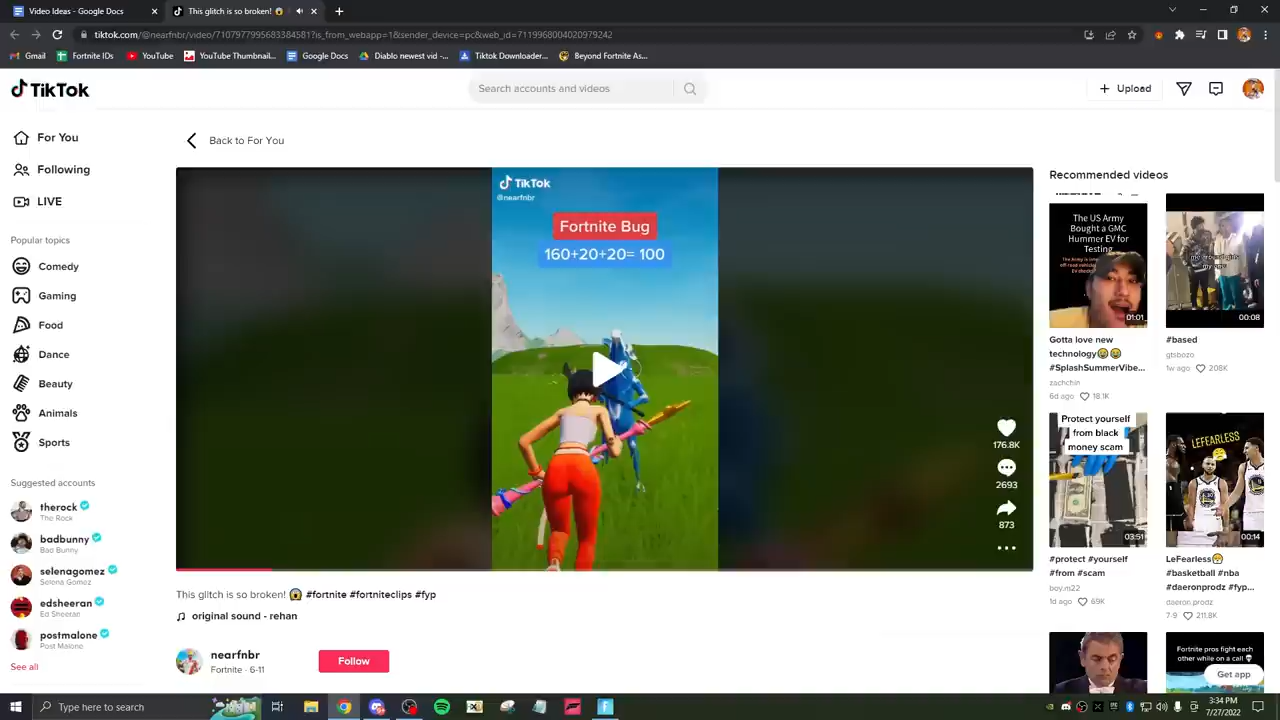 Video Ideas - Google Docs
This glitch is so broken! 😱
tiktok.com/@nearfnbr/video/7107977995683384581?is_from_webapp=1&sender_device=pc&web_id=7119968004020979242
Gmail
Fortnite IDs
YouTube
YouTube Thumbnail...
Google Docs
Diablo newest vid -...
Tiktok Downloader...
Beyond Fortnite As...
TikTok
Search accounts and videos
Upload
For You
Following
LIVE
Popular topics
Comedy
Gaming
Food
Dance
Beauty
Animals
Sports
Suggested accounts
therock
The Rock
badbunny
Bad Bunny
selenagomez
Selena Gomez
edsheeran
Ed Sheeran
postmalone
Post Malone
See all
Back to For You
TikTok
@nearfnbr
Fortnite Bug
160+20+20= 100
176.8K
2693
873
This glitch is so broken! 😱 #fortnite #fortniteclips #fyp
original sound - rehan
nearfnbr
Fortnite · 6-11
Follow
Recommended videos
The US Army
Bought a GMC
Hummer EV for
Testing
01:01
Gotta love new
technology😂😂
#SplashSummerVibe...
zachchin
6d ago
18.1K
00:08
#based
gtsbozo
1w ago
208K
Protect yourself
from black
money scam
03:51
#protect #yourself
#from #scam
boy.m22
1d ago
69K
LEFEARLESS
00:14
LeFearless😤
#basketball #nba
#daeronprodz #fyp...
daeron.prodz
7-9
211.8K
Fortnite pros fight each
other while on a call 💀
Get app
Type here to search
3:34 PM
7/27/2022